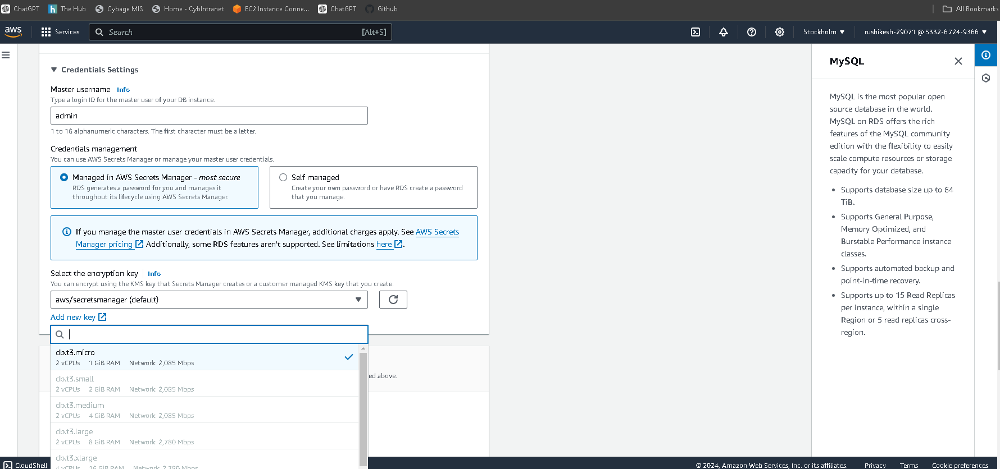 ChatGPT
The Hub
Cybage MIS
Home - CybIntranet
EC2 Instance Conne...
ChatGPT
Github
All Bookmarks
aws
Services
Search
[Alt+S]
Stockholm
rushikesh-29071 @ 5332-6724-9366
Credentials Settings
Master username Info
Type a login ID for the master user of your DB instance.
admin
1 to 16 alphanumeric characters. The first character must be a letter.
Credentials management
You can use AWS Secrets Manager or manage your master user credentials.
Managed in AWS Secrets Manager - most secure
RDS generates a password for you and manages it
throughout its lifecycle using AWS Secrets Manager.
Self managed
Create your own password or have RDS create a password
that you manage.
If you manage the master user credentials in AWS Secrets Manager, additional charges apply. See AWS Secrets
Manager pricing Additionally, some RDS features aren't supported. See limitations here .
Select the encryption key Info
You can encrypt using the KMS key that Secrets Manager creates or a customer managed KMS key that you create.
aws/secretsmanager (default)
Add new key
db.t3.micro
2 vCPUs 1 GiB RAM Network: 2,085 Mbps
db.t3.small
2 vCPUs 2 GiB RAM Network: 2,085 Mbps
db.t3.medium
2 vCPUs 4 GiB RAM Network: 2,085 Mbps
db.t3.large
2 vCPUs 8 GiB RAM Network: 2,780 Mbps
db.t3.xlarge
4 vCPUs 16 GiB RAM Network: 2,780 Mbps
ed above.
MySQL
MySQL is the most popular open
source database in the world.
MySQL on RDS offers the rich
features of the MySQL community
edition with the flexibility to easily
scale compute resources or storage
capacity for your database.
• Supports database size up to 64
TiB.
• Supports General Purpose,
Memory Optimized, and
Burstable Performance instance
classes.
• Supports automated backup and
point-in-time recovery.
• Supports up to 15 Read Replicas
per instance, within a single
Region or 5 read replicas cross-
region.
CloudShell
© 2024, Amazon Web Services, Inc. or its affiliates.
Privacy
Terms
Cookie preferences